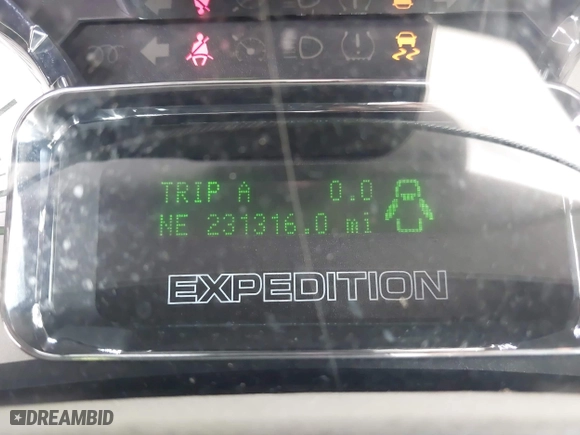 TRIP A 0.0
NE 231316.0 mi
EXPEDITION
DREAMBID